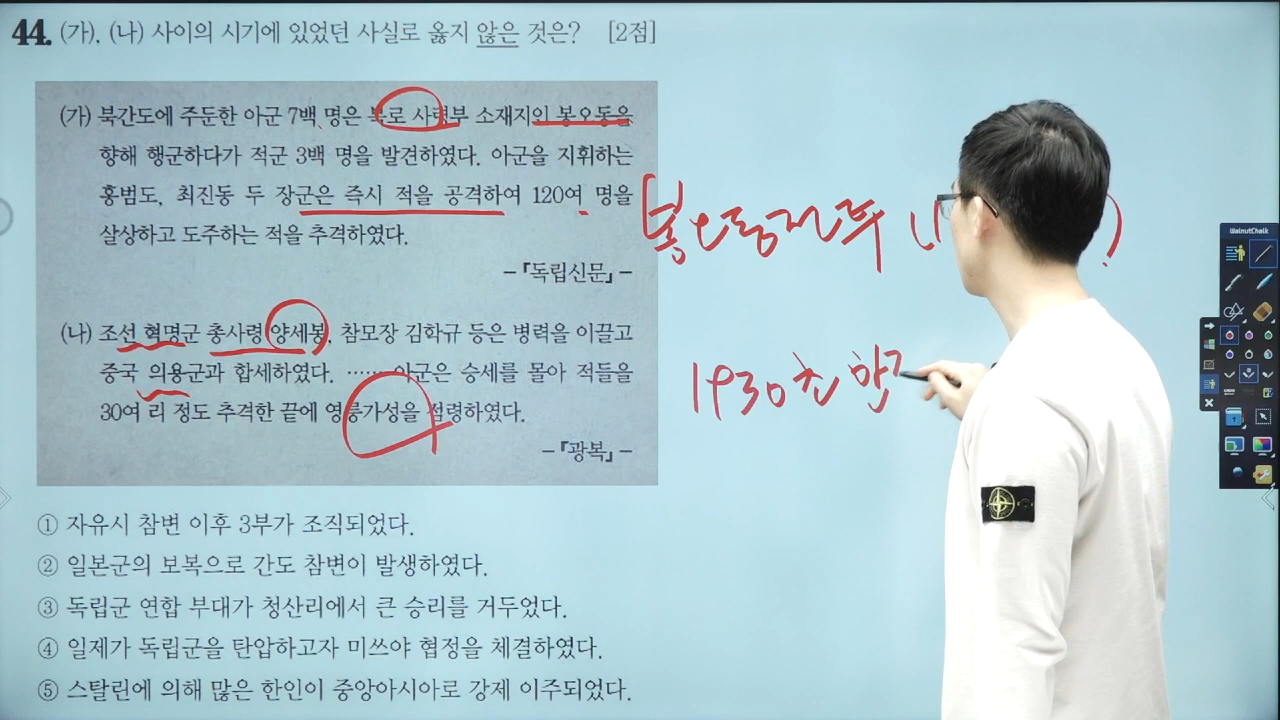 44. (가), (나) 사이의 시기에 있었던 사실로 옳지 않은 것은? [2점]
(가) 북간도에 주둔한 아군 7백 명은 북로 사령부 소재지인 봉오동을
향해 행군하다가 적군 3백 명을 발견하였다. 아군을 지휘하는
홍범도, 최진동 두 장군은 즉시 적을 공격하여 120여 명을
살상하고 도주하는 적을 추격하였다.
-『독립신문』-
(나) 조선 혁명군 총사령 양세봉, 참모장 김학규 등은 병력을 이끌고
중국 의용군과 합세하였다. …… 아군은 승세를 몰아 적들을
30여 리 정도 추격한 끝에 영릉가성을 점령하였다.
-『광복』-
① 자유시 참변 이후 3부가 조직되었다.
② 일본군의 보복으로 간도 참변이 발생하였다.
③ 독립군 연합 부대가 청산리에서 큰 승리를 거두었다.
④ 일제가 독립군을 탄압하고자 미쓰야 협정을 체결하였다.
⑤ 스탈린에 의해 많은 한인이 중앙아시아로 강제 이주되었다.
봉오동전투 (
)
1930초 한
WalnutChalk